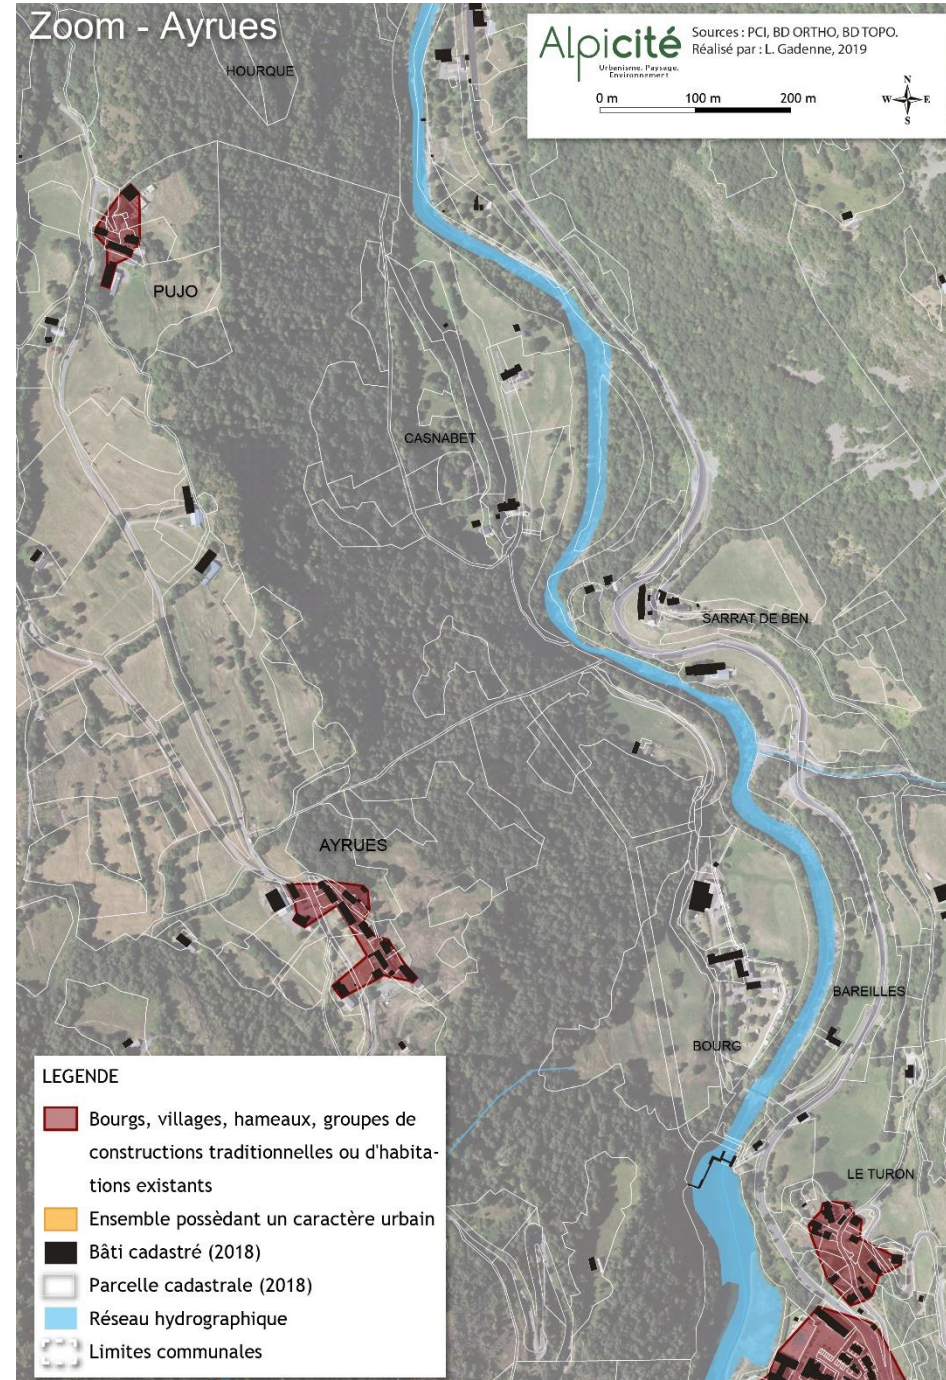 Zoom - Ayrues
Alpicité
Urbanisme, Paysage,
Environnement
Sources : PCI, BD ORTHO, BD TOPO.
Réalisé par : L. Gadenne, 2019
0 m 100 m 200 m
N
W E
S
HOURQUE
PUJO
CASNABET
SARRAT DE BEN
AYRUES
BAREILLES
BOURG
LE TURON
LEGENDE
Bourgs, villages, hameaux, groupes de
constructions traditionnelles ou d'habita-
tions existants
Ensemble possèdant un caractère urbain
Bâti cadastré (2018)
Parcelle cadastrale (2018)
Réseau hydrographique
Limites communales